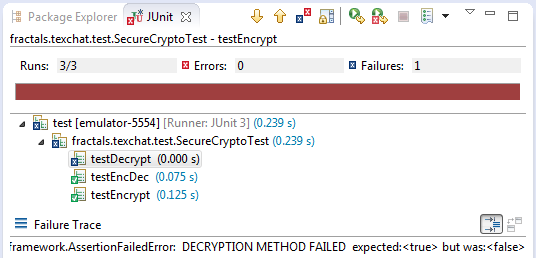 Package Explorer JUnit
fractals.texchat.test.SecureCryptoTest - testEncrypt
Runs: 3/3 Errors: 0 Failures: 1
test [emulator-5554] [Runner: JUnit 3] (0.239 s)
fractals.texchat.test.SecureCryptoTest (0.239 s)
testDecrypt (0.000 s)
testEncDec (0.075 s)
testEncrypt (0.125 s)
Failure Trace
framework.AssertionFailedError: DECRYPTION METHOD FAILED expected:<true> but was:<false>